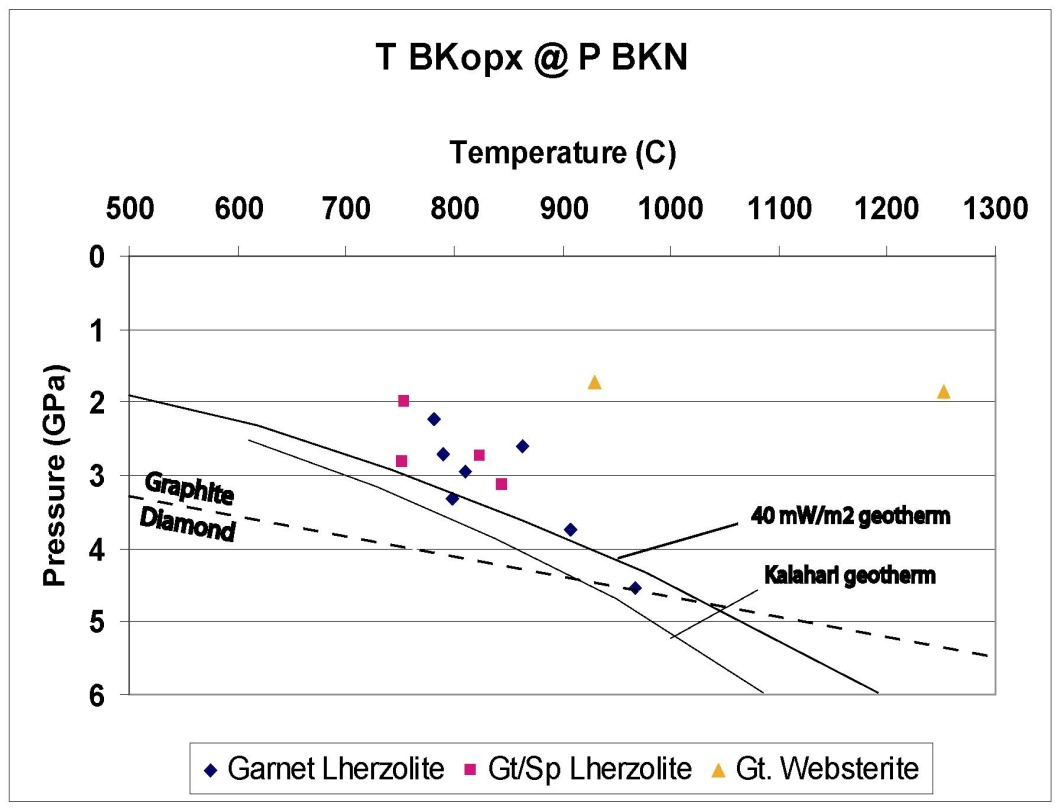 T BKopx @ P BKN
Temperature (C)
500 600 700 800 900 1000 1100 1200 1300
0
1
2
3
4
5
6
Pressure (GPa)
Graphite
Diamond
40 mW/m2 geotherm
Kalahari geotherm
Garnet Lherzolite Gt/Sp Lherzolite Gt. Websterite